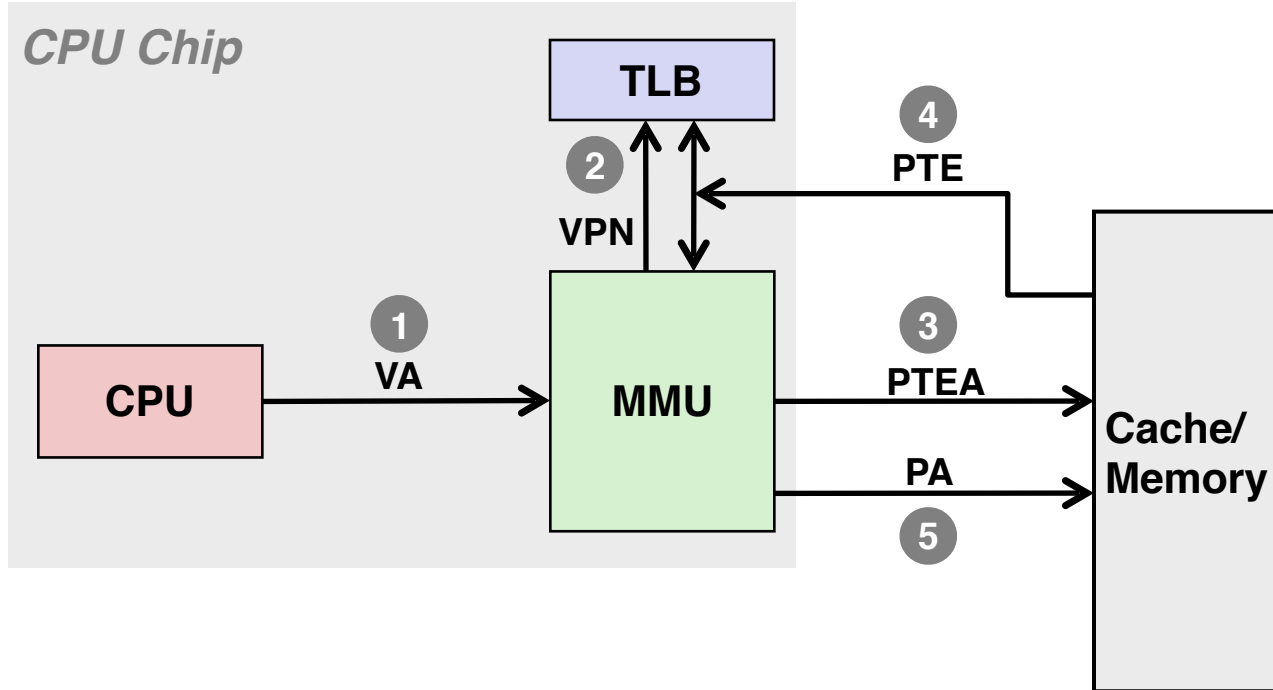 CPU Chip
TLB
4
PTE
2
VPN
1
VA
3
PTEA
CPU
MMU
Cache/
Memory
PA
5